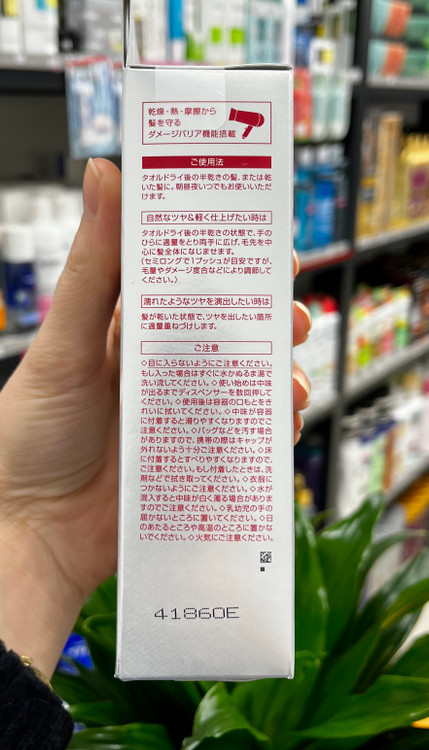 乾燥・熱・摩擦から
髪を守る
ダメージバリア機能搭載
ご使用法
タオルドライ後の半乾きの髪、または乾
いた髪に。朝昼夜いつでもお使いいただ
けます。
自然なツヤ&軽く仕上げたい時は
タオルドライ後、半乾きの状態で、手の
ひらに適量をとり両手に広げ、毛先を中
心に髪全体になじませます。
(セミロングで1プッシュが目安ですが、
毛量やダメージ度合などにより調節して
ください。)
濡れたようなツヤを演出したい時は
髪が乾いた状態で、ツヤを出したい箇所
に適量重ねづけします。
ご注意
◇目に入らないようにご注意ください。
もし入った場合はすぐに水かぬるま湯で
洗い流してください。◇使い始めは中味
が出るまでディスペンサーを数回押して
ください。◇使用後は容器の口もとをき
れいに拭いてください。◇中味が容器
に付着すると滑りやすくなりますのでご
注意ください。◇バッグなどを汚す場合
がありますので、携帯の際はキャップが
外れないよう十分ご注意ください。◇床
に付着するとすべりやすくなりますので、
ご注意ください。もし付着したときは、洗
剤などで拭き取ってください。◇衣服に
つかないようにご注意ください。◇水が
混入すると中味が白く濁る場合がありま
すのでご注意ください。◇乳幼児の手の
届かないところに置いてください。◇日
のあたるところや高温のところに置かな
いでください。◇火気にご注意ください。
41860E